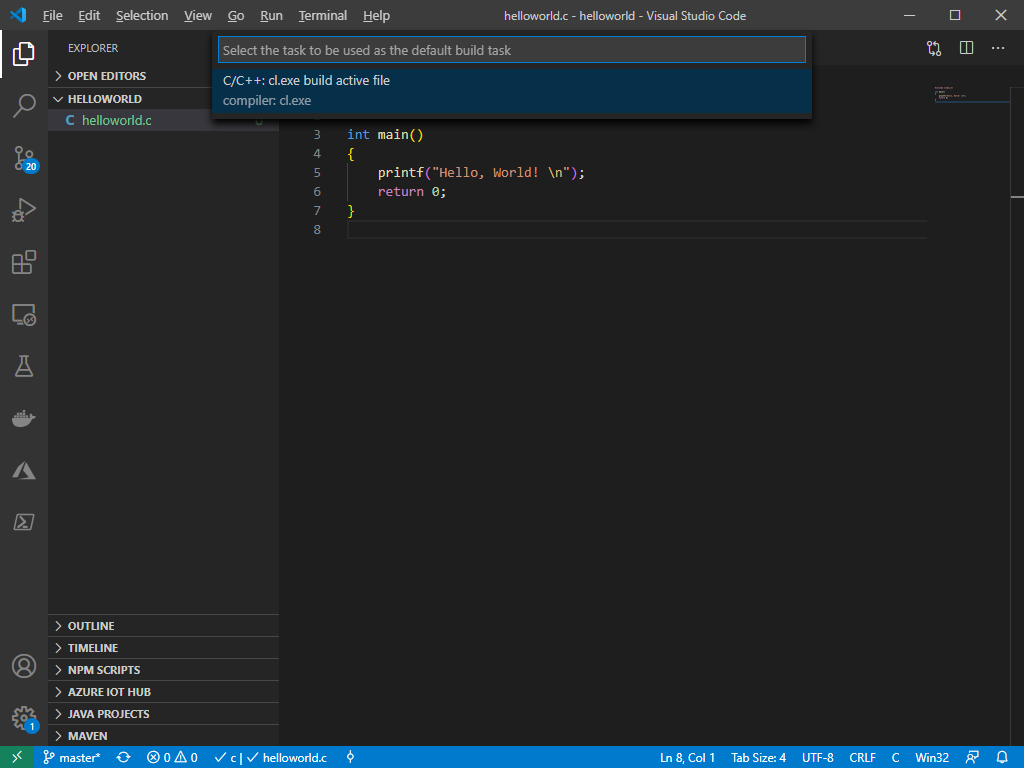 File Edit Selection View Go Run Terminal Help helloworld.c - helloworld - Visual Studio Code
EXPLORER
OPEN EDITORS
HELLOWORLD
C helloworld.c
Select the task to be used as the default build task
C/C++: cl.exe build active file
compiler: cl.exe
3 int main()
4 {
5 printf("Hello, World! \n");
6 return 0;
7 }
8
20
OUTLINE
TIMELINE
NPM SCRIPTS
AZURE IOT HUB
JAVA PROJECTS
MAVEN
1
master* 0 0 c | helloworld.c Ln 8, Col 1 Tab Size: 4 UTF-8 CRLF C Win32